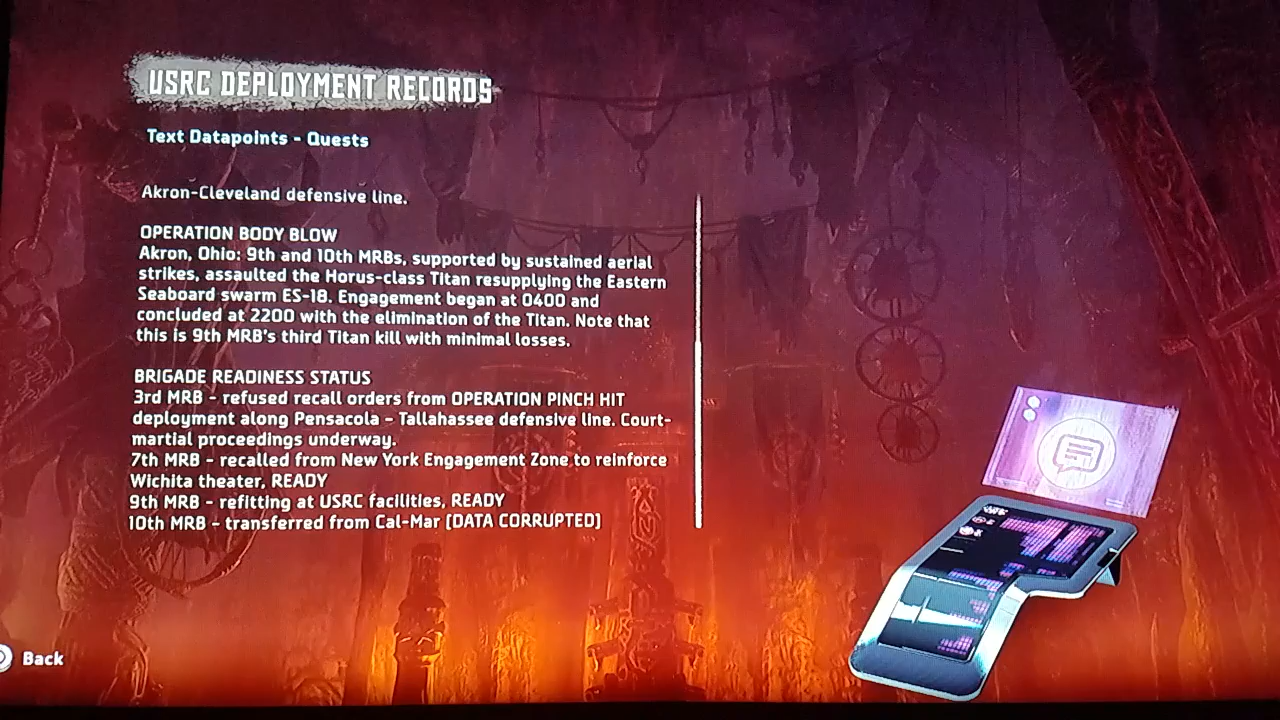 USRC DEPLOYMENT RECORDS
Text Datapoints - Quests
Akron-Cleveland defensive line.
OPERATION BODY BLOW
Akron, Ohio: 9th and 10th MRBs, supported by sustained aerial
strikes, assaulted the Horus-class Titan resupplying the Eastern
Seaboard swarm ES-18. Engagement began at 0400 and
concluded at 2200 with the elimination of the Titan. Note that
this is 9th MRB's third Titan kill with minimal losses.
BRIGADE READINESS STATUS
3rd MRB - refused recall orders from OPERATION PINCH HIT
deployment along Pensacola - Tallahassee defensive line. Court-
martial proceedings underway.
7th MRB - recalled from New York Engagement Zone to reinforce
Wichita theater, READY
9th MRB - refitting at USRC facilities, READY
10th MRB - transferred from Cal-Mar [DATA CORRUPTED]
Back